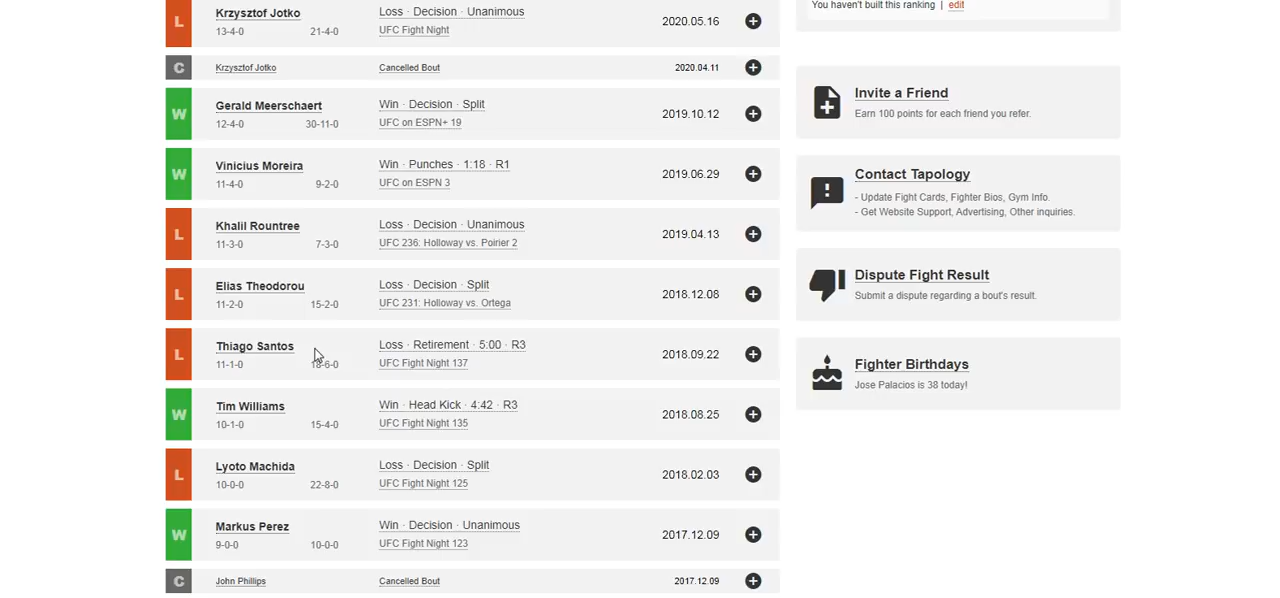 L
Krzysztof Jotko
13-4-0 21-4-0
Loss · Decision · Unanimous
UFC Fight Night
2020.05.16
C
Krzysztof Jotko
Cancelled Bout
2020.04.11
W
Gerald Meerschaert
12-4-0 30-11-0
Win · Decision · Split
UFC on ESPN+ 19
2019.10.12
W
Vinicius Moreira
11-4-0 9-2-0
Win · Punches · 1:18 · R1
UFC on ESPN 3
2019.06.29
L
Khalil Rountree
11-3-0 7-3-0
Loss · Decision · Unanimous
UFC 236: Holloway vs. Poirier 2
2019.04.13
L
Elias Theodorou
11-2-0 15-2-0
Loss · Decision · Split
UFC 231: Holloway vs. Ortega
2018.12.08
L
Thiago Santos
11-1-0 18-6-0
Loss · Retirement · 5:00 · R3
UFC Fight Night 137
2018.09.22
W
Tim Williams
10-1-0 15-4-0
Win · Head Kick · 4:42 · R3
UFC Fight Night 135
2018.08.25
L
Lyoto Machida
10-0-0 22-8-0
Loss · Decision · Split
UFC Fight Night 125
2018.02.03
W
Markus Perez
9-0-0 10-0-0
Win · Decision · Unanimous
UFC Fight Night 123
2017.12.09
C
John Phillips
Cancelled Bout
2017.12.09
You haven't built this ranking | edit
Invite a Friend
Earn 100 points for each friend you refer.
Contact Tapology
- Update Fight Cards, Fighter Bios, Gym Info.
- Get Website Support, Advertising, Other inquiries.
Dispute Fight Result
Submit a dispute regarding a bout's result.
Fighter Birthdays
Jose Palacios is 38 today!